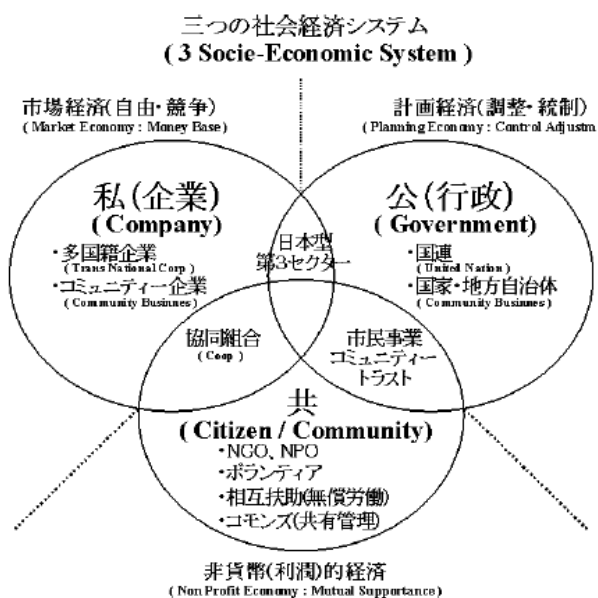 三つの社会経済システム
( 3 Socie-Economic System )
市場経済(自由・競争)
( Market Economy : Money Base)
計画経済(調整・統制)
( Planning Economy : Control Adjustm
私(企業)
( Company)
・多国籍企業
( Trans National Corp )
・コミュニティー企業
( Community Businnes )
日本型
第3セクター
公(行政)
( Government)
・国連
(United Nation )
・国家・地方自治体
( Community Businnes )
協同組合
( Coop )
市民事業
コミュニティー
トラスト
共
( Citizen / Community)
・NGO、NPO
・ボランティア
・相互扶助(無償労働)
・コモンズ(共有管理)
非貨幣(利潤)的経済
( Non Profit Economy : Mutual Supportance)